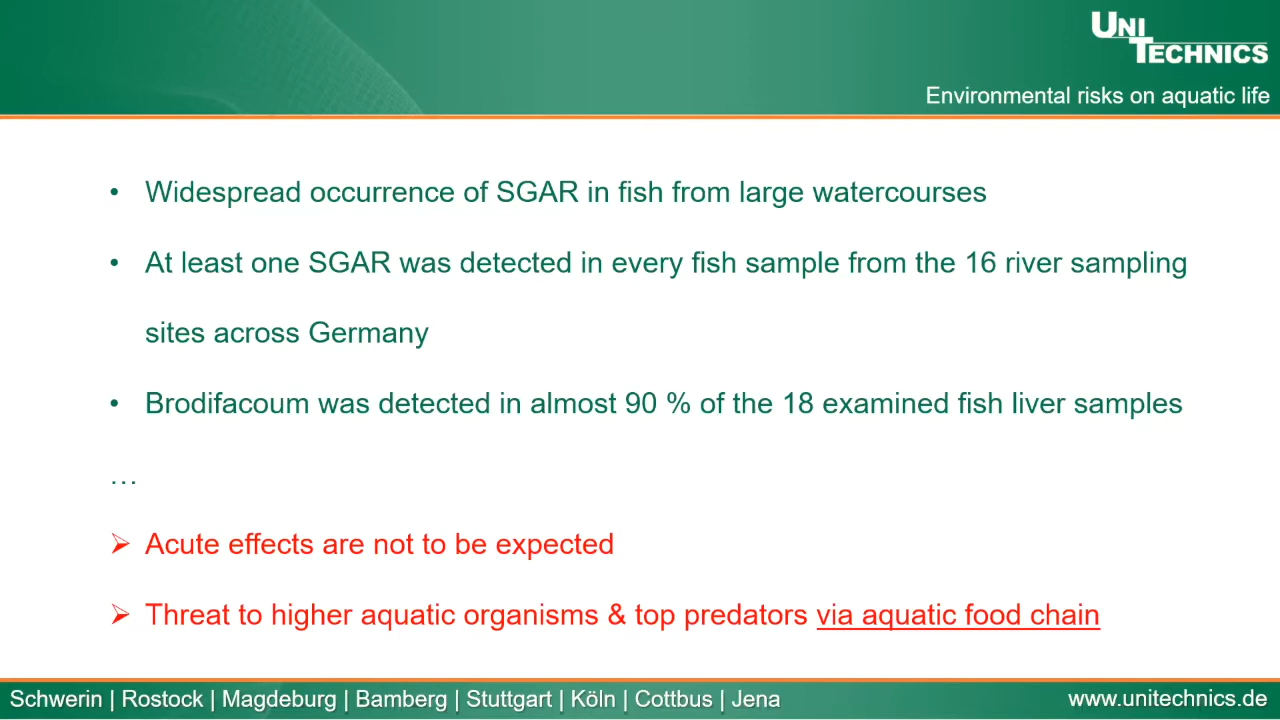 UNI
TECHNICS
Environmental risks on aquatic life
• Widespread occurrence of SGAR in fish from large watercourses
• At least one SGAR was detected in every fish sample from the 16 river sampling
sites across Germany
• Brodifacoum was detected in almost 90 % of the 18 examined fish liver samples
…
➢ Acute effects are not to be expected
➢ Threat to higher aquatic organisms & top predators via aquatic food chain
Schwerin | Rostock | Magdeburg | Bamberg | Stuttgart | Köln | Cottbus | Jena
www.unitechnics.de